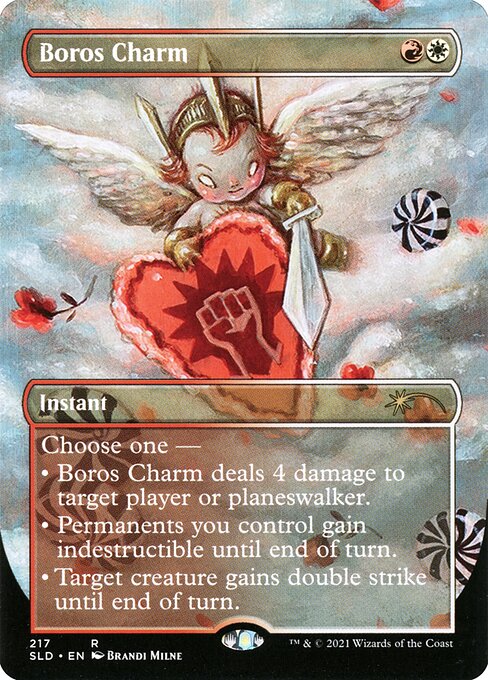 Boros Charm
Instant
Choose one —
• Boros Charm deals 4 damage to
target player or planeswalker.
• Permanents you control gain
indestructible until end of turn.
• Target creature gains double strike
until end of turn.
217 R
SLD • EN Brandi Milne
™ & © 2021 Wizards of the Coast